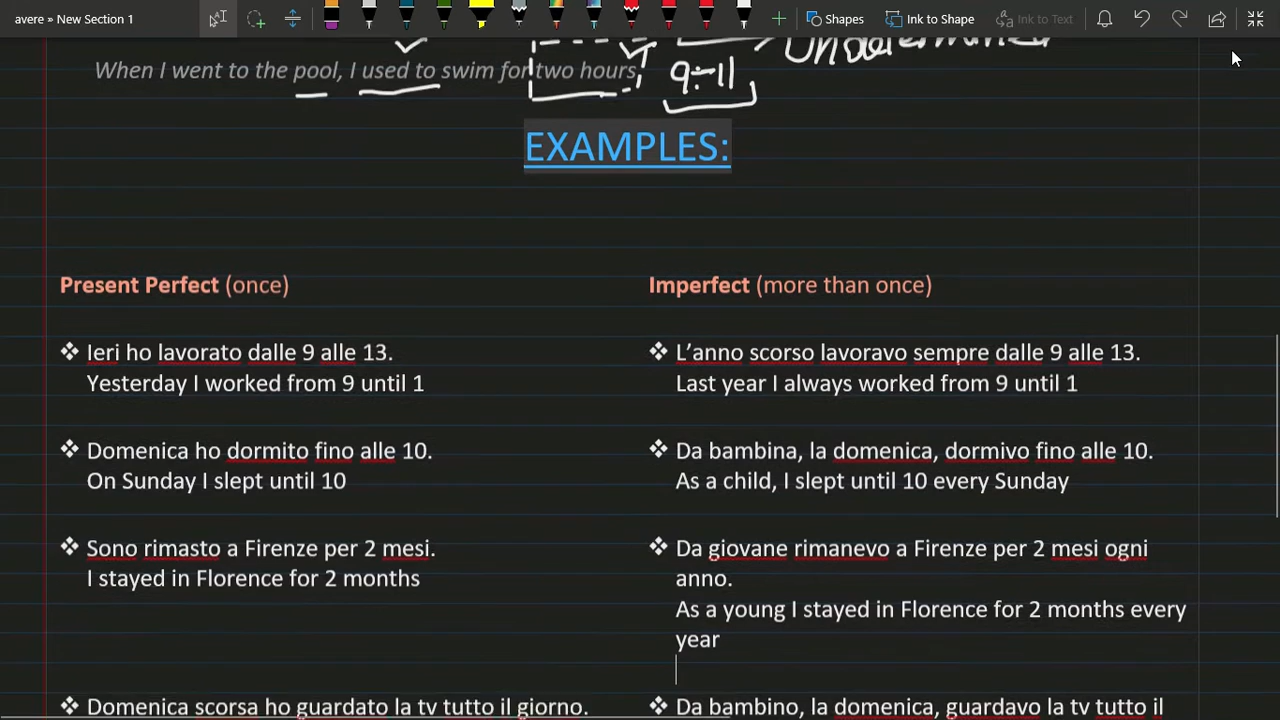 avere » New Section 1
Shapes
Ink to Shape
Ink to Text
Undetermined
When I went to the pool, I used to swim for two hours
9÷11
EXAMPLES:
Present Perfect (once)
❖ Ieri ho lavorato dalle 9 alle 13.
Yesterday I worked from 9 until 1
❖ Domenica ho dormito fino alle 10.
On Sunday I slept until 10
❖ Sono rimasto a Firenze per 2 mesi.
I stayed in Florence for 2 months
❖ Domenica scorsa ho guardato la tv tutto il giorno.
Imperfect (more than once)
❖ L’anno scorso lavoravo sempre dalle 9 alle 13.
Last year I always worked from 9 until 1
❖ Da bambina, la domenica, dormivo fino alle 10.
As a child, I slept until 10 every Sunday
❖ Da giovane rimanevo a Firenze per 2 mesi ogni
anno.
As a young I stayed in Florence for 2 months every
year
❖ Da bambino, la domenica, guardavo la tv tutto il